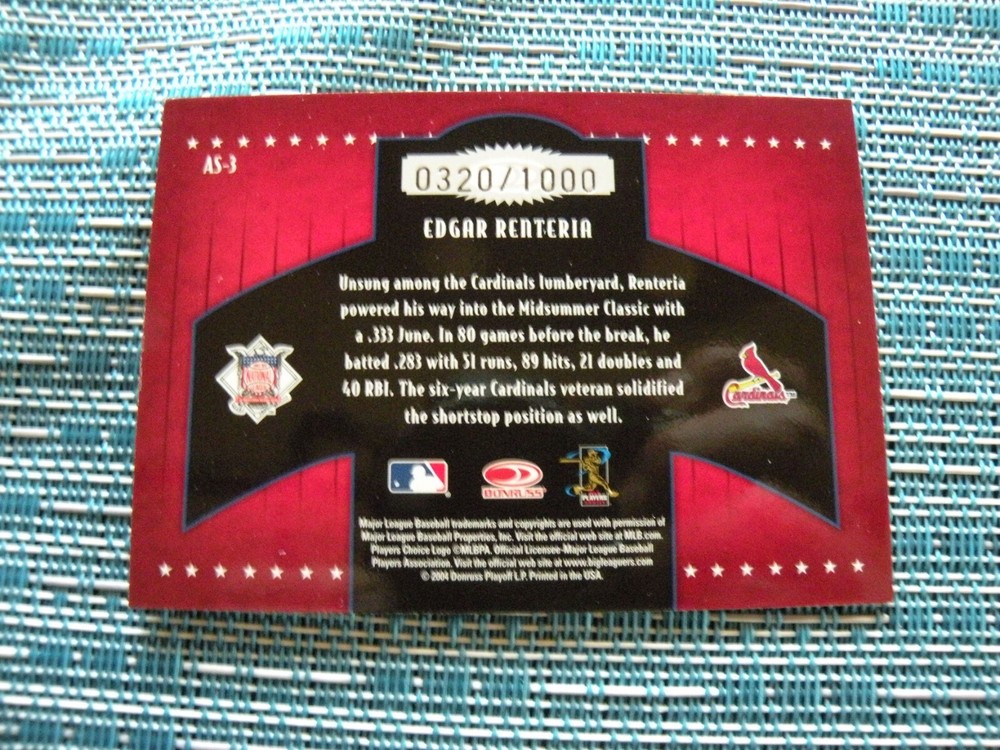 AS-3
0320/1000
EDGAR RENTERIA
Unsung among the Cardinals lumberyard, Renteria
powered his way into the Midsummer Classic with
a .333 June. In 80 games before the break, he
batted .283 with 51 runs, 89 hits, 21 doubles and
40 RBI. The six-year Cardinals veteran solidified
the shortstop position as well.
Cardinals™
DONRUSS
PLAYERS
Major League Baseball trademarks and copyrights are used with permission of
Major League Baseball Properties, Inc. Visit the official web site at MLB.com.
Players Choice Logo ©MLBPA. Official Licensee-Major League Baseball
Players Association. Visit the official web site at www.bigleaguers.com
© 2004 Donruss Playoff L.P. Printed in the USA.